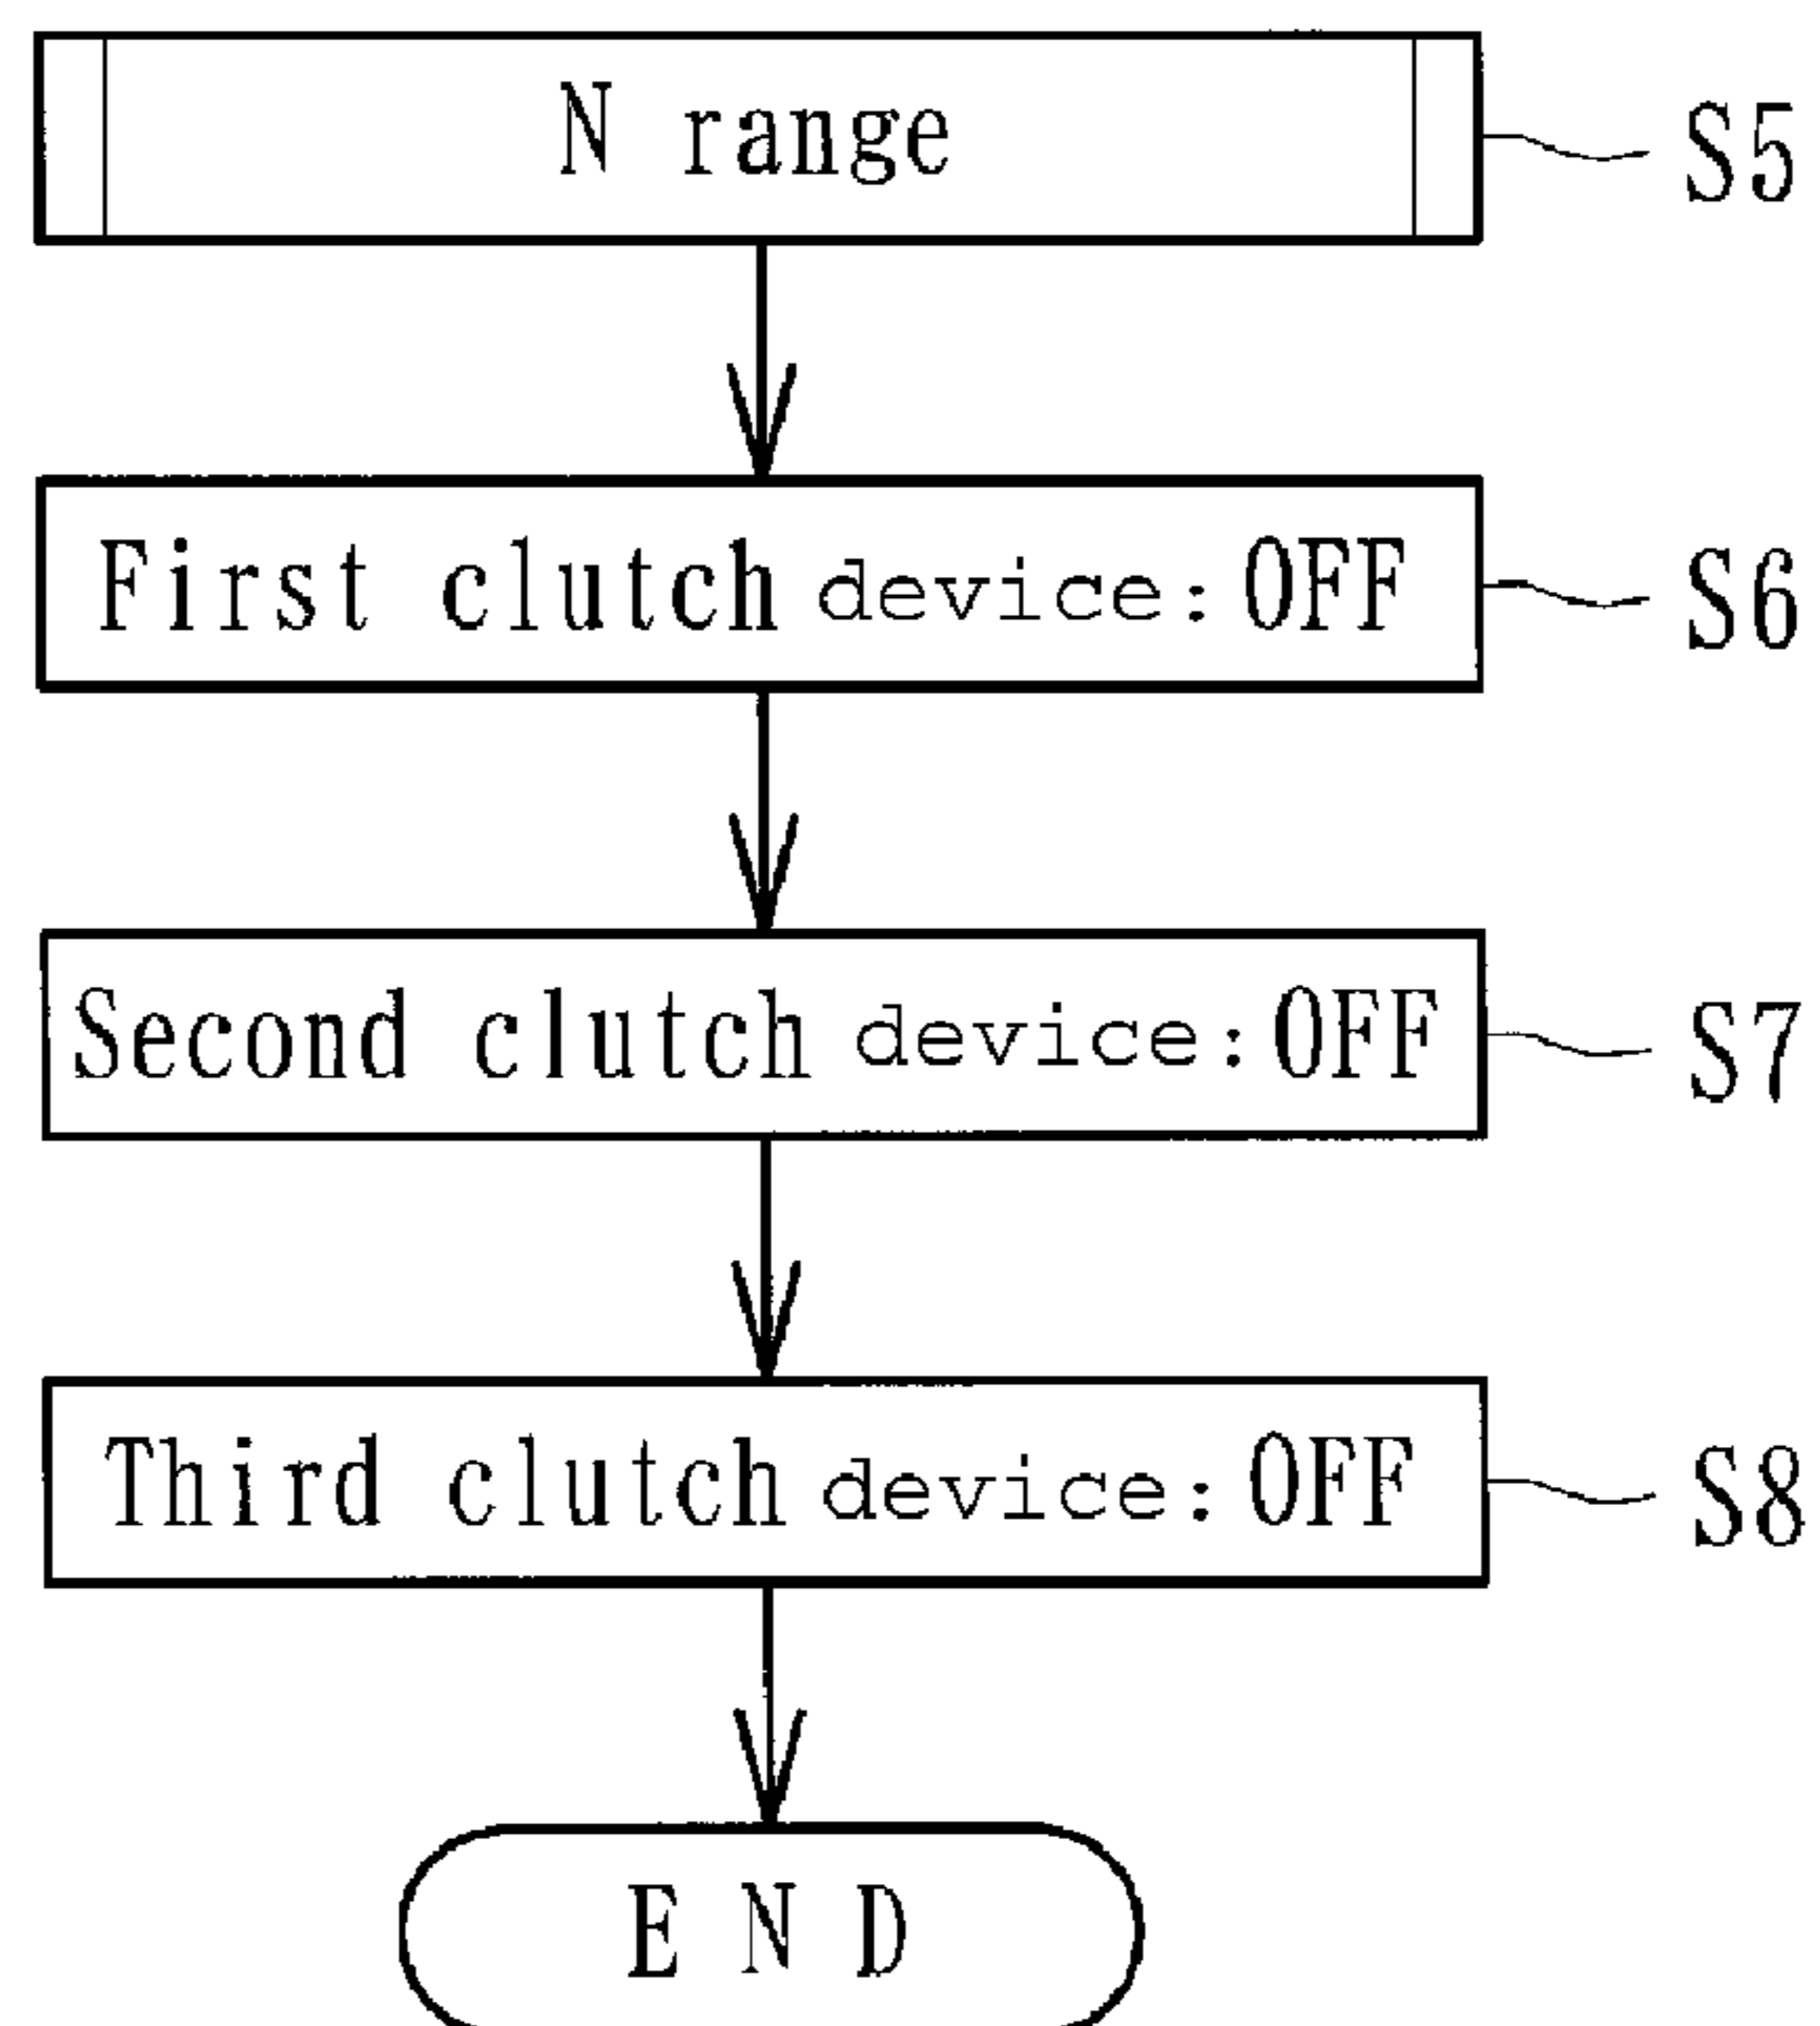 N range S5
First clutch device: OFF S6
Second clutch device: OFF S7
Third clutch device: OFF S8
END